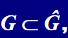 G ⊂ Ĝ,